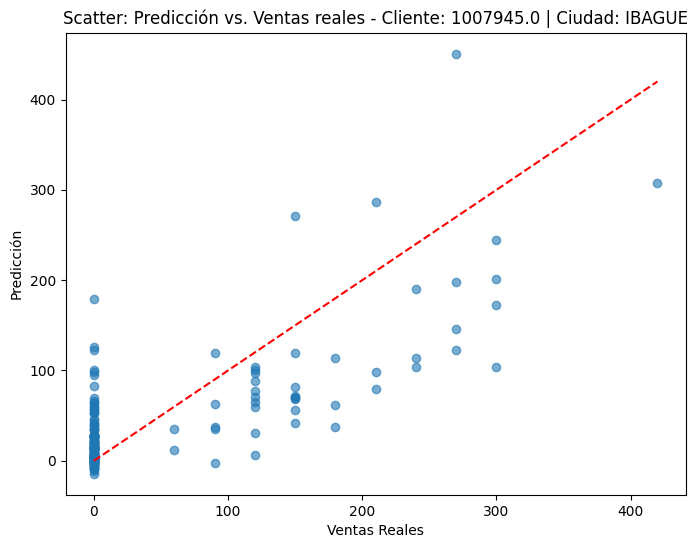 Scatter: Predicción vs. Ventas reales - Cliente: 1007945.0 | Ciudad: IBAGUE
400
300
200
100
0
Predicción
0 100 200 300 400
Ventas Reales